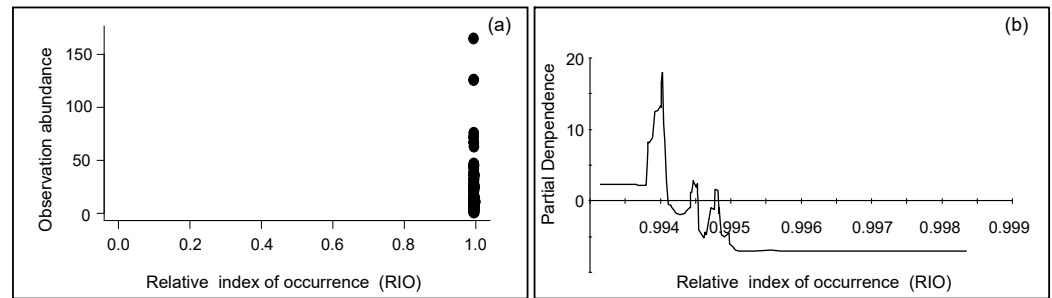 (a)
Observation abundance
150
100
50
0
0.0 0.2 0.4 0.6 0.8 1.0
Relative index of occurrence (RIO)
(b)
Partial Denpendence
20
10
0
0.994 0.995 0.996 0.997 0.998 0.999
Relative index of occurrence (RIO)